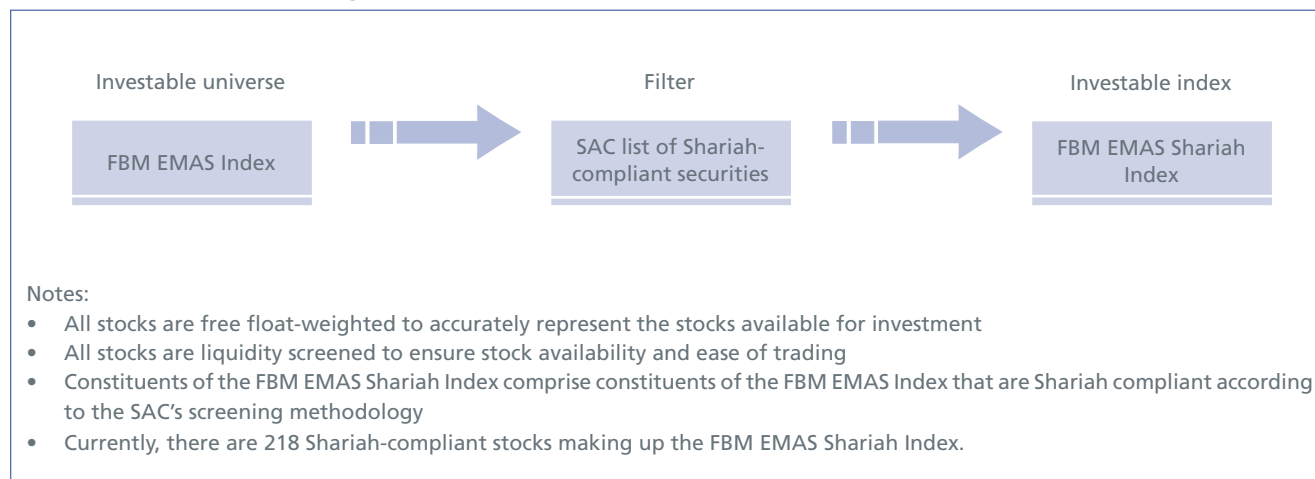 Investable universe
Filter
Investable index
FBM EMAS Index
SAC list of Shariah-
compliant securities
FBM EMAS Shariah
Index
Notes:
• All stocks are free float-weighted to accurately represent the stocks available for investment
• All stocks are liquidity screened to ensure stock availability and ease of trading
• Constituents of the FBM EMAS Shariah Index comprise constituents of the FBM EMAS Index that are Shariah compliant according
to the SAC’s screening methodology
• Currently, there are 218 Shariah-compliant stocks making up the FBM EMAS Shariah Index.